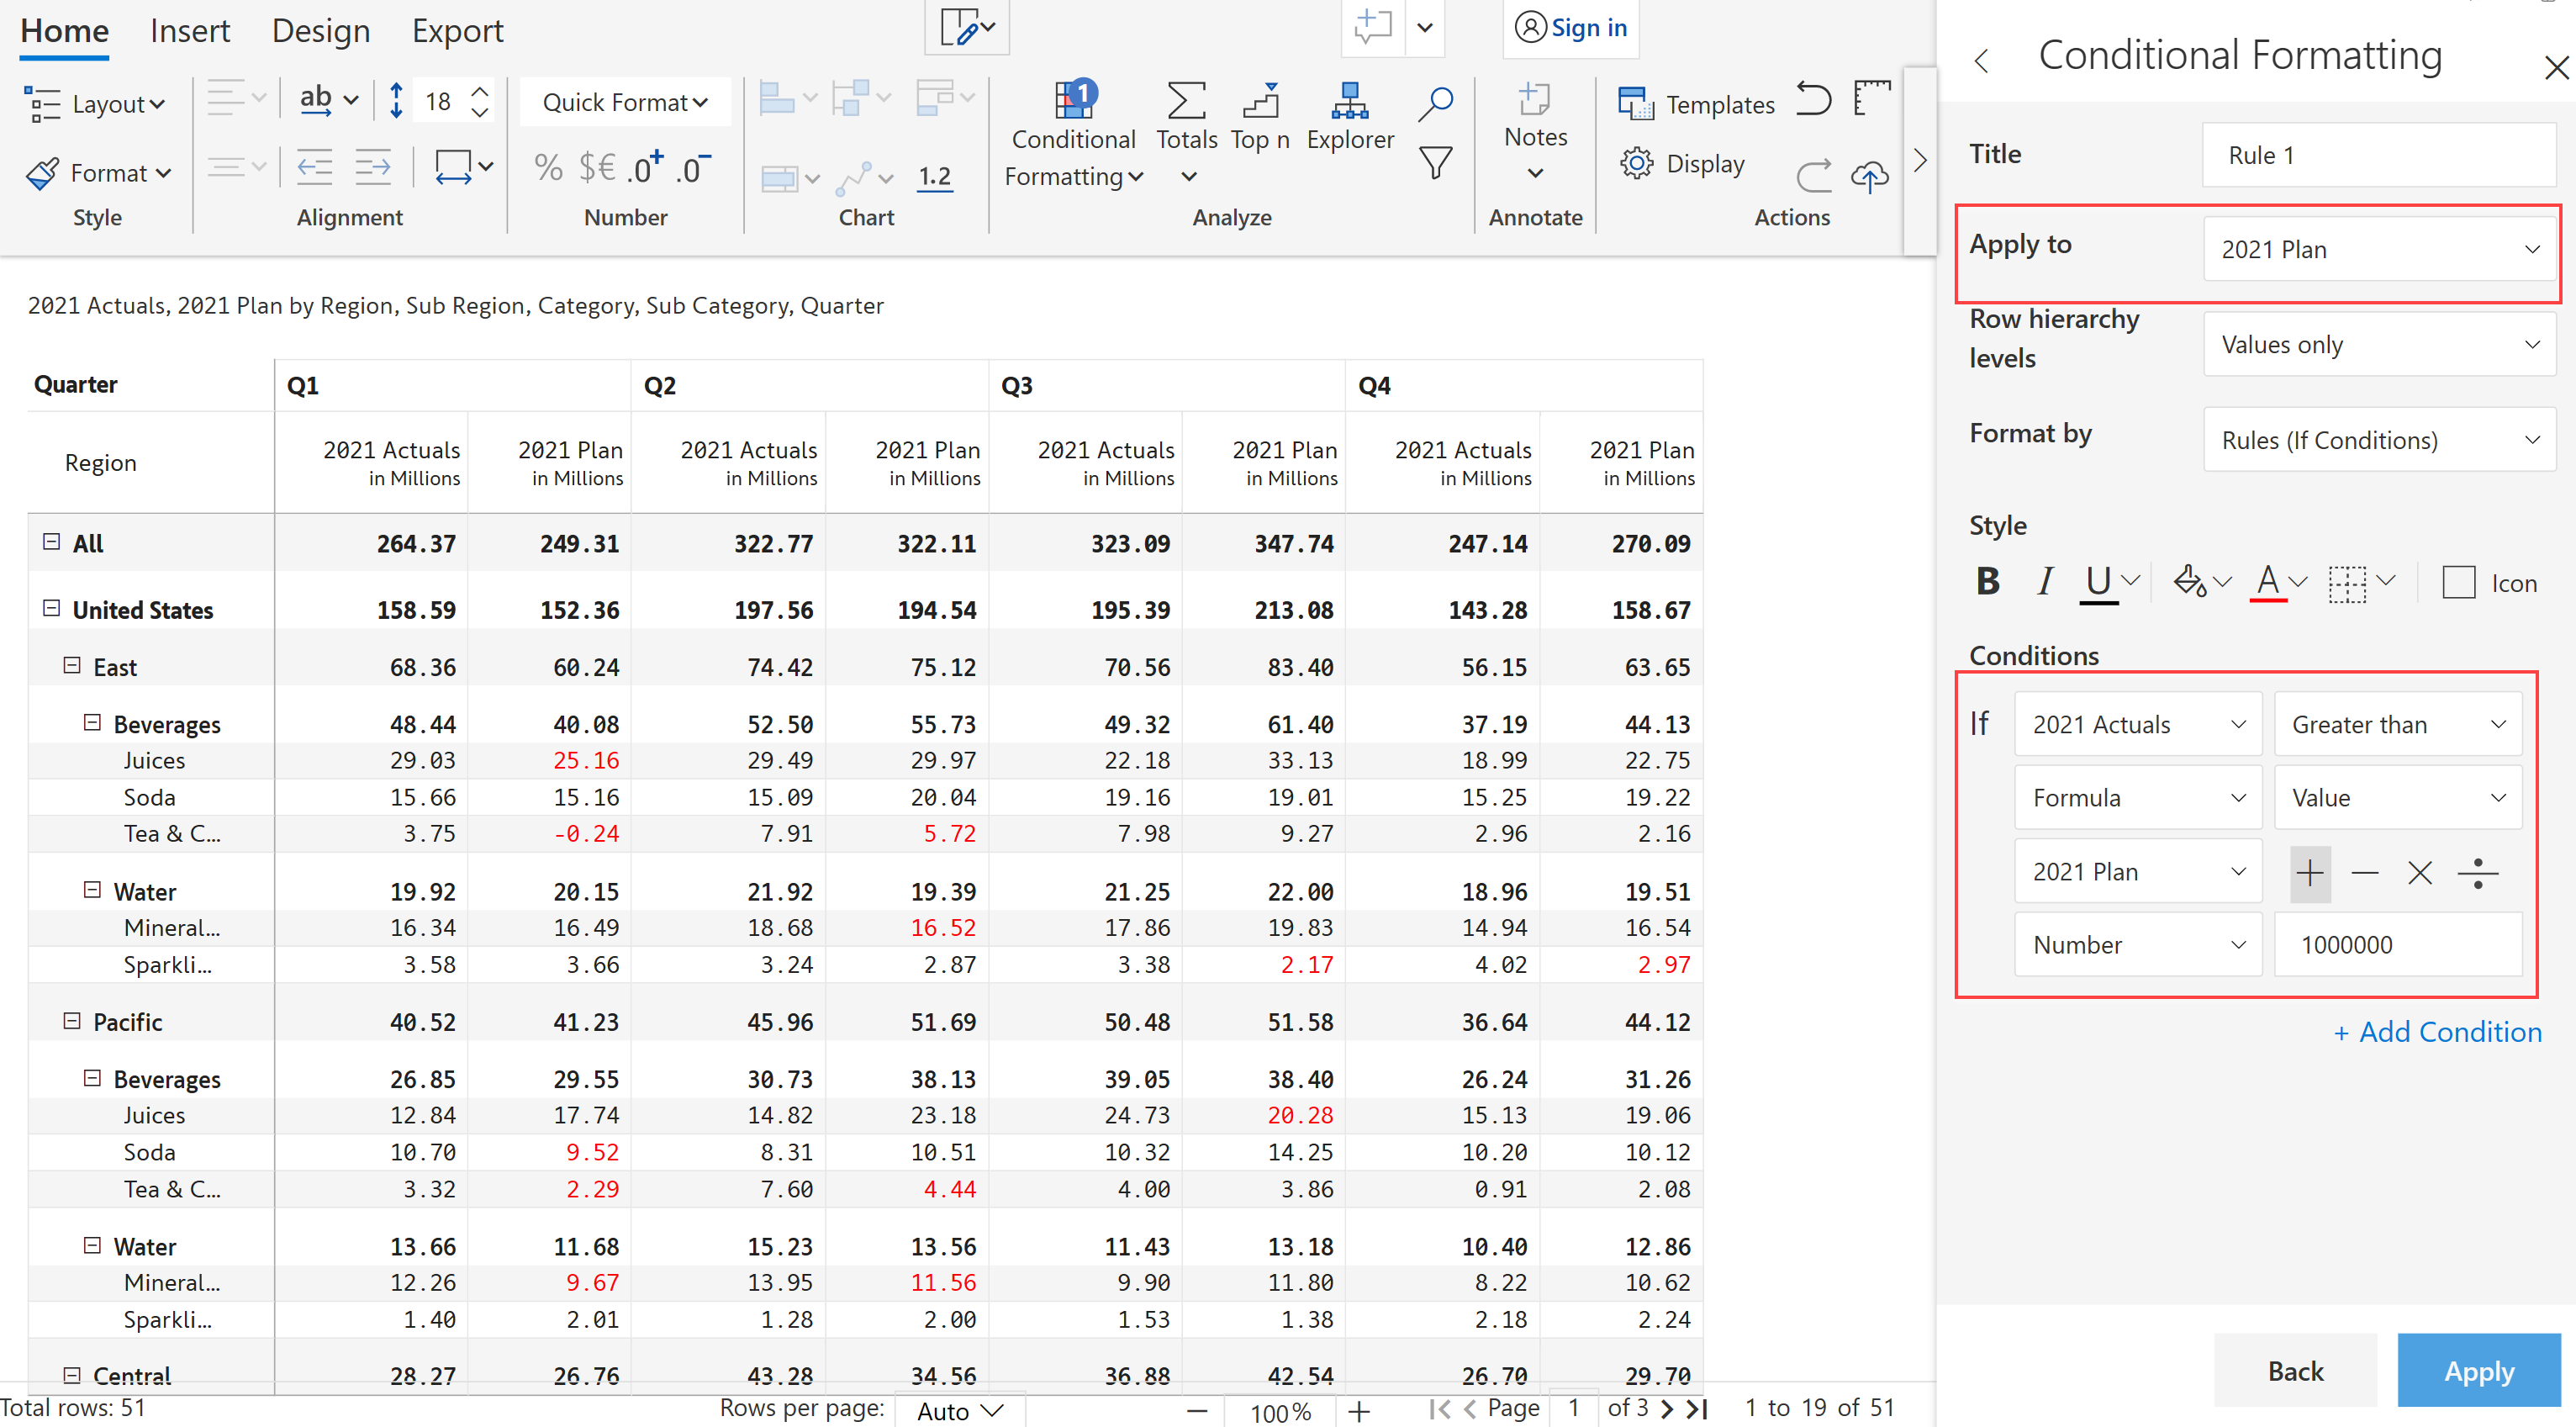 Home Insert Design Export Sign in
Layout ab 18 Quick Format 1 Templates
Conditional Totals Top n Explorer Notes
Format % $€ .0+ .0- 1.2 Formatting Display
Style Alignment Number Chart Analyze Annotate Actions
2021 Actuals, 2021 Plan by Region, Sub Region, Category, Sub Category, Quarter
Quarter Q1 Q2 Q3 Q4
Region 2021 Actuals 2021 Plan 2021 Actuals 2021 Plan 2021 Actuals 2021 Plan 2021 Actuals 2021 Plan
in Millions in Millions in Millions in Millions in Millions in Millions in Millions in Millions
All 264.37 249.31 322.77 322.11 323.09 347.74 247.14 270.09
United States 158.59 152.36 197.56 194.54 195.39 213.08 143.28 158.67
East 68.36 60.24 74.42 75.12 70.56 83.40 56.15 63.65
Beverages 48.44 40.08 52.50 55.73 49.32 61.40 37.19 44.13
Juices 29.03 25.16 29.49 29.97 22.18 33.13 18.99 22.75
Soda 15.66 15.16 15.09 20.04 19.16 19.01 15.25 19.22
Tea & C... 3.75 -0.24 7.91 5.72 7.98 9.27 2.96 2.16
Water 19.92 20.15 21.92 19.39 21.25 22.00 18.96 19.51
Mineral... 16.34 16.49 18.68 16.52 17.86 19.83 14.94 16.54
Sparkli... 3.58 3.66 3.24 2.87 3.38 2.17 4.02 2.97
Pacific 40.52 41.23 45.96 51.69 50.48 51.58 36.64 44.12
Beverages 26.85 29.55 30.73 38.13 39.05 38.40 26.24 31.26
Juices 12.84 17.74 14.82 23.18 24.73 20.28 15.13 19.06
Soda 10.70 9.52 8.31 10.51 10.32 14.25 10.20 10.12
Tea & C... 3.32 2.29 7.60 4.44 4.00 3.86 0.91 2.08
Water 13.66 11.68 15.23 13.56 11.43 13.18 10.40 12.86
Mineral... 12.26 9.67 13.95 11.56 9.90 11.80 8.22 10.62
Sparkli... 1.40 2.01 1.28 2.00 1.53 1.38 2.18 2.24
Central 28.27 26.76 43.28 34.56 36.88 42.54 26.70 29.70
Total rows: 51 Rows per page: Auto 100% Page 1 of 3 1 to 19 of 51
Conditional Formatting
Title Rule 1
Apply to 2021 Plan
Row hierarchy
levels Values only
Format by Rules (If Conditions)
Style
B I U A Icon
Conditions
If 2021 Actuals Greater than
Formula Value
2021 Plan + − × ÷
Number 1000000
+ Add Condition
Back Apply